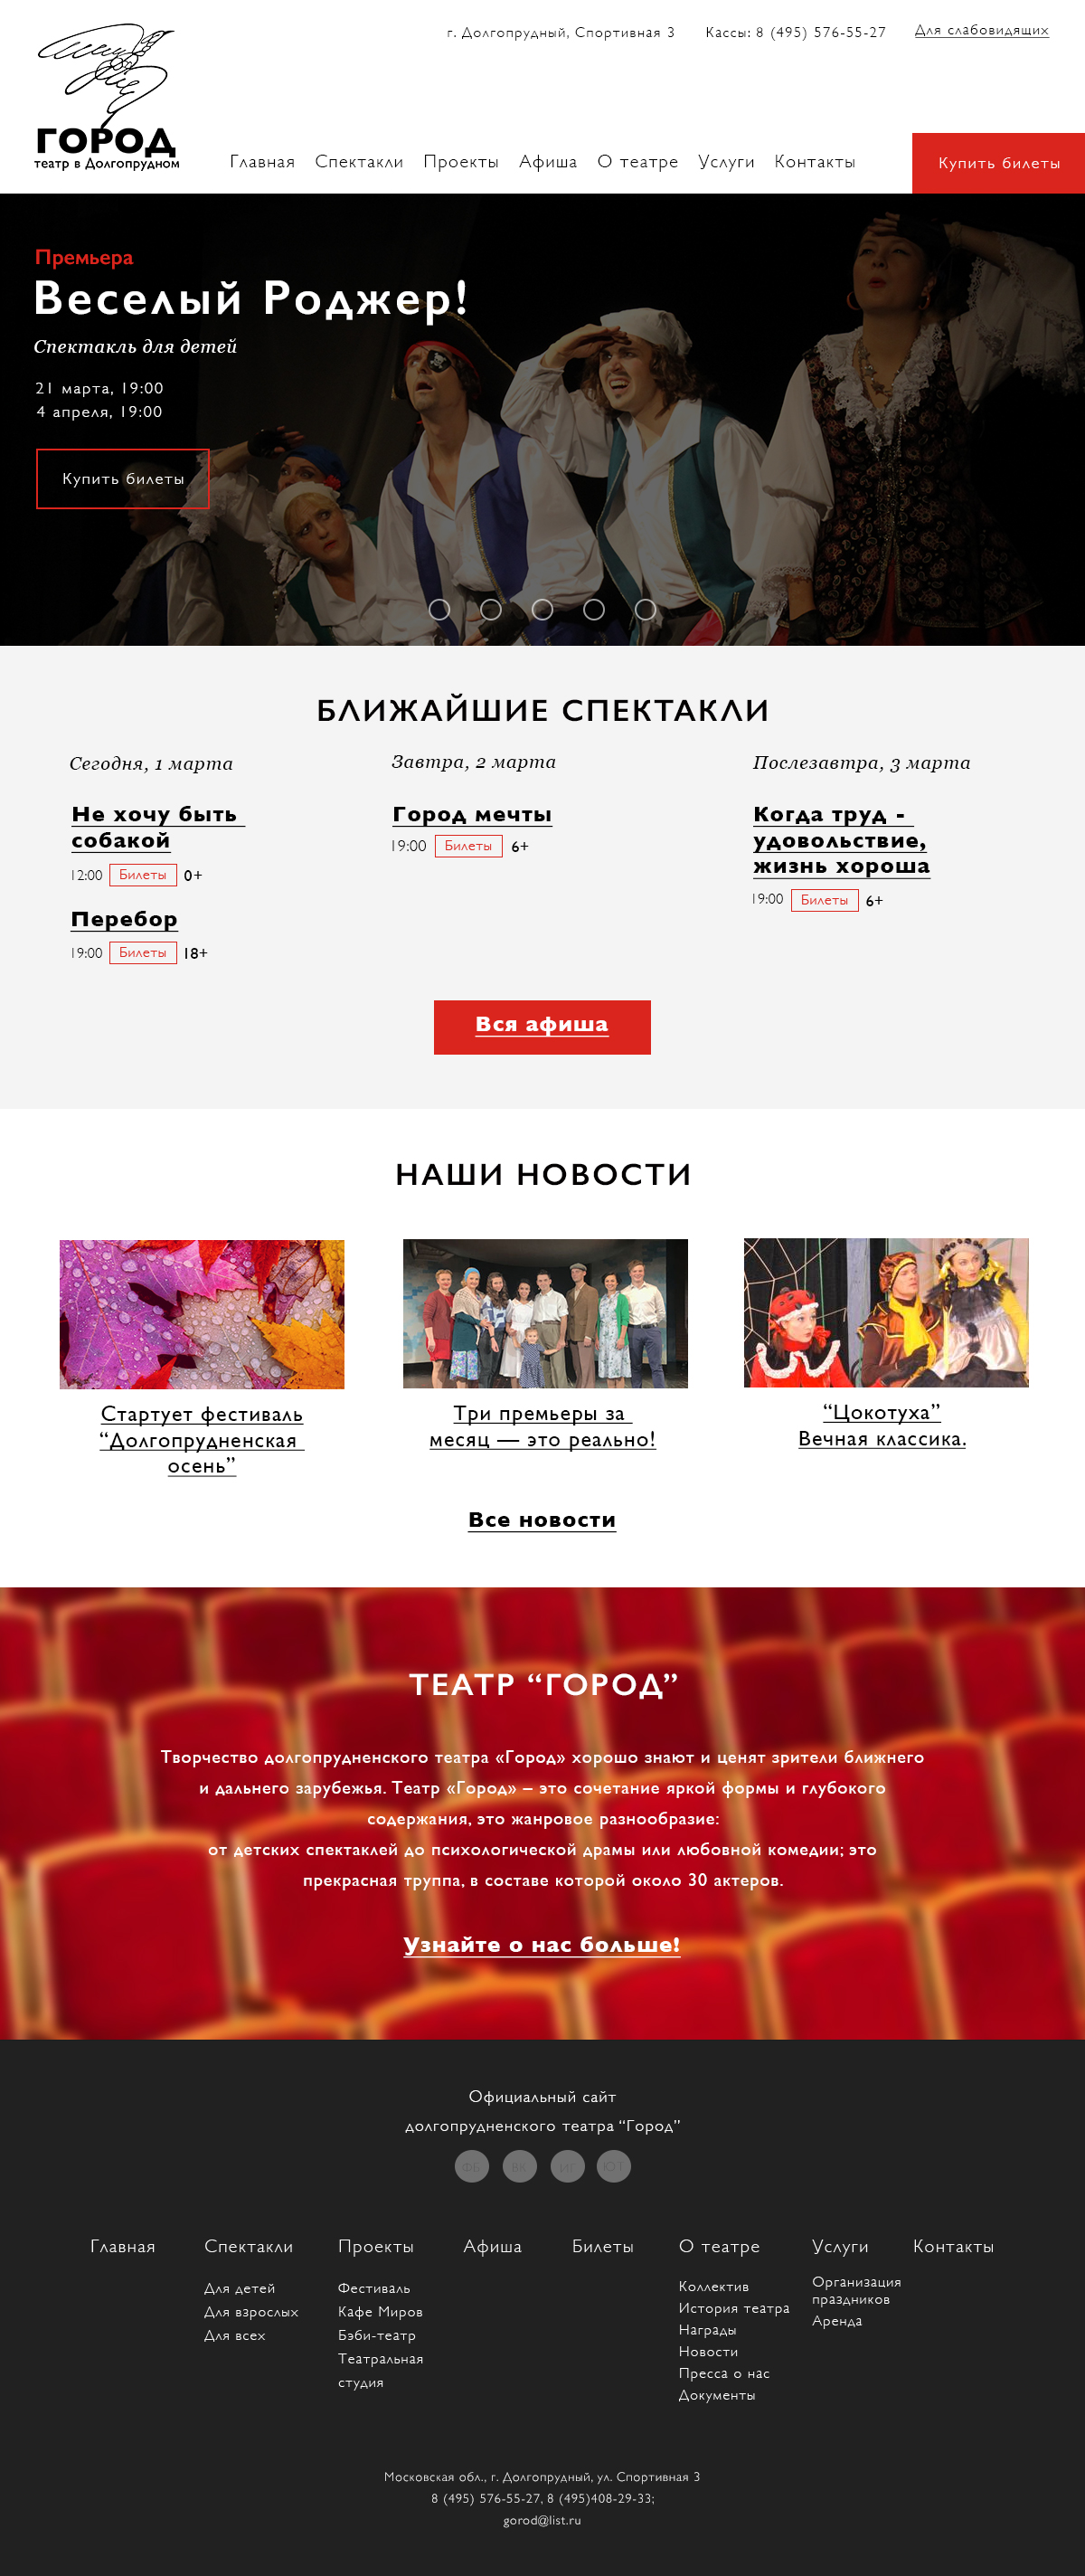 г. Долгопрудный, Спортивная 3
Кассы: 8 (495) 576-55-27
Для слабовидящих
ГОРОД
театр в Долгопрудном
Главная
Спектакли
Проекты
Афиша
О театре
Услуги
Контакты
Купить билеты
Премьера
Веселый Роджер!
Спектакль для детей
21 марта, 19:00
4 апреля, 19:00
Купить билеты
БЛИЖАЙШИЕ СПЕКТАКЛИ
Сегодня, 1 марта
Не хочу быть
собакой
12:00 Билеты 0+
Перебор
19:00 Билеты 18+
Завтра, 2 марта
Город мечты
19:00 Билеты 6+
Послезавтра, 3 марта
Когда труд -
удовольствие,
жизнь хороша
19:00 Билеты 6+
Вся афиша
НАШИ НОВОСТИ
Стартует фестиваль
“Долгопрудненская
осень”
Три премьеры за
месяц — это реально!
“Цокотуха”
Вечная классика.
Все новости
ТЕАТР “ГОРОД”
Творчество долгопрудненского театра «Город» хорошо знают и ценят зрители ближнего
и дальнего зарубежья. Театр «Город» – это сочетание яркой формы и глубокого
содержания, это жанровое разнообразие:
от детских спектаклей до психологической драмы или любовной комедии; это
прекрасная труппа, в составе которой около 30 актеров.
Узнайте о нас больше!
Официальный сайт
долгопрудненского театра “Город”
ФБ
ВК
ИГ
ЮТ
Главная
Спектакли
Для детей
Для взрослых
Для всех
Проекты
Фестиваль
Кафе Миров
Бэби-театр
Театральная
студия
Афиша
Билеты
О театре
Коллектив
История театра
Награды
Новости
Пресса о нас
Документы
Услуги
Организация
праздников
Аренда
Контакты
Московская обл., г. Долгопрудный, ул. Спортивная 3
8 (495) 576-55-27, 8 (495)408-29-33;
gorod@list.ru